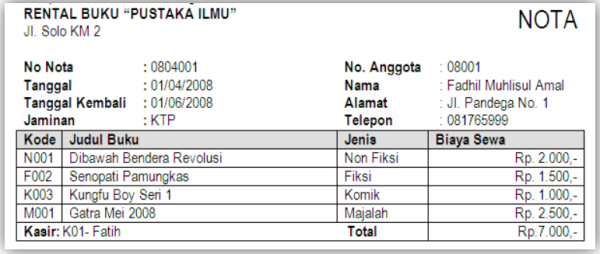 RENTAL BUKU “PUSTAKA ILMU” NOTA
Jl. Solo KM 2
No Nota : 0804001 No. Anggota : 08001
Tanggal : 01/04/2008 Nama : Fadhil Muhlisul Amal
Tanggal Kembali : 01/06/2008 Alamat : Jl. Pandega No. 1
Jaminan : KTP Telepon : 081765999
Kode Judul Buku Jenis Biaya Sewa
N001 Dibawah Bendera Revolusi Non Fiksi Rp. 2.000,-
F002 Senopati Pamungkas Fiksi Rp. 1.500,-
K003 Kungfu Boy Seri 1 Komik Rp. 1.000,-
M001 Gatra Mei 2008 Majalah Rp. 2.500,-
Kasir: K01- Fatih Total Rp.7.000,-